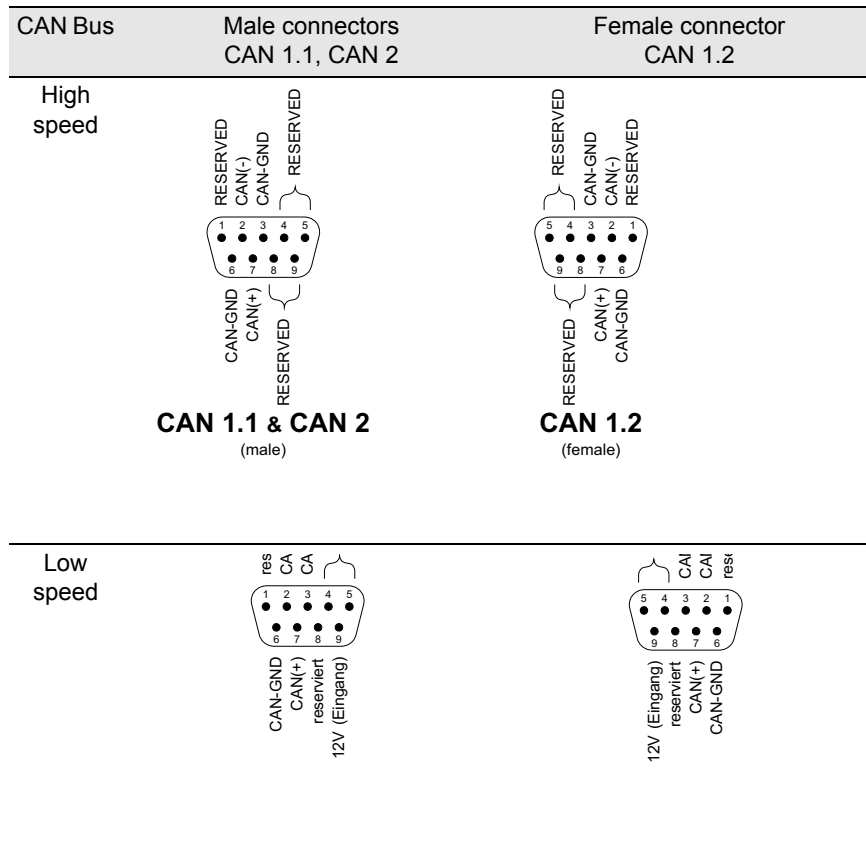 CAN Bus
Male connectors
CAN 1.1, CAN 2
Female connector
CAN 1.2
High
speed
RESERVED
CAN(-)
CAN-GND
RESERVED
1 2 3 4 5
6 7 8 9
CAN-GND
CAN(+)
RESERVED
CAN 1.1 & CAN 2
(male)
RESERVED
CAN-GND
CAN(-)
RESERVED
5 4 3 2 1
9 8 7 6
RESERVED
CAN(+)
CAN-GND
CAN 1.2
(female)
Low
speed
res
CA
CA
1 2 3 4 5
6 7 8 9
CAN-GND
CAN(+)
reserviert
12V (Eingang)
5 4 3 2 1
9 8 7 6
12V (Eingang)
reserviert
CAN(+)
CAN-GND